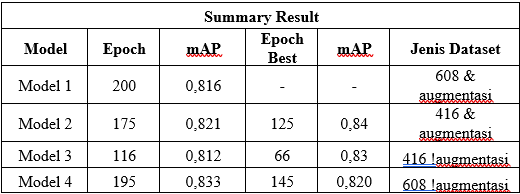 Summary Result
Model Epoch mAP Epoch Best mAP Jenis Dataset
Model 1 200 0,816 - - 608 & augmentasi
Model 2 175 0,821 125 0,84 416 & augmentasi
Model 3 116 0,812 66 0,83 416 !augmentasi
Model 4 195 0,833 145 0,820 608 !augmentasi